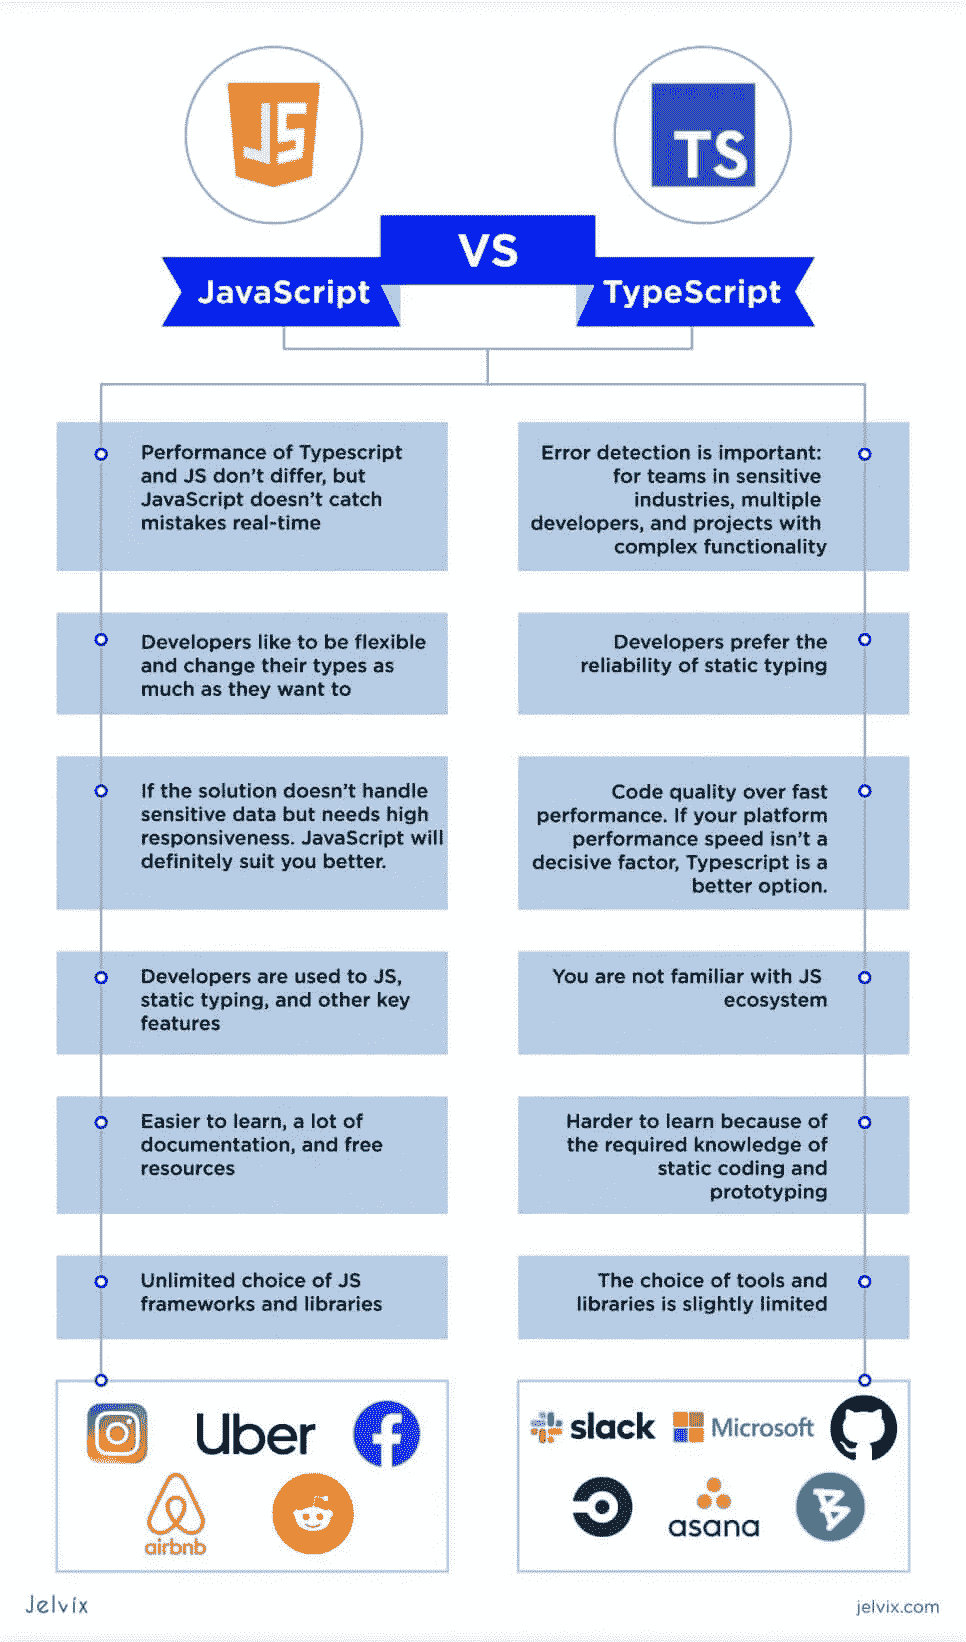 JS
TS
VS
JavaScript
TypeScript
Performance of Typescript
and JS don't differ, but
JavaScript doesn't catch
mistakes real-time
Error detection is important:
for teams in sensitive
industries, multiple
developers, and projects with
complex functionality
Developers like to be flexible
and change their types as
much as they want to
Developers prefer the
reliability of static typing
If the solution doesn't handle
sensitive data but needs high
responsiveness. JavaScript will
definitely suit you better.
Code quality over fast
performance. If your platform
performance speed isn't a
decisive factor, Typescript is a
better option.
Developers are used to JS,
static typing, and other key
features
You are not familiar with JS
ecosystem
Easier to learn, a lot of
documentation, and free
resources
Harder to learn because of
the required knowledge of
static coding and
prototyping
Unlimited choice of JS
frameworks and libraries
The choice of tools and
libraries is slightly limited
Uber
airbnb
slack
Microsoft
asana
Jelvix
jelvix.com